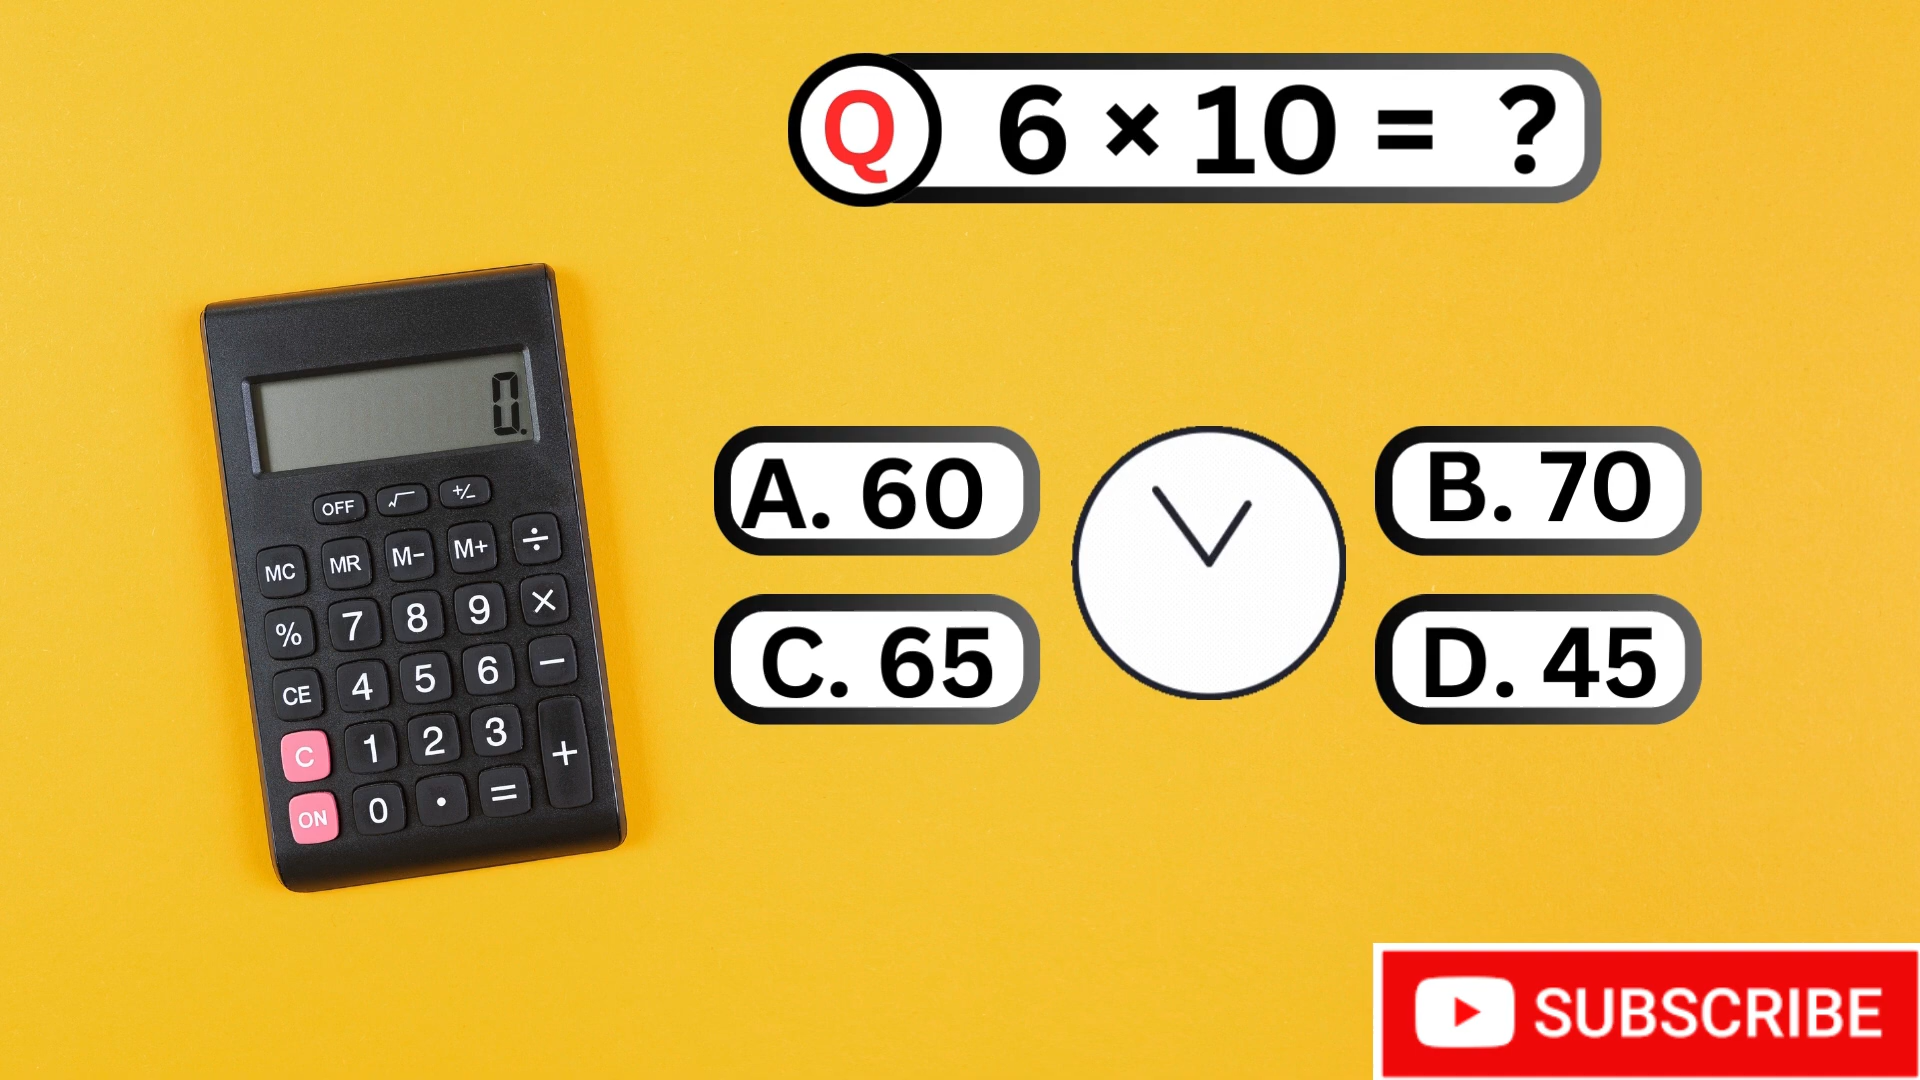 Q 6 × 10 = ?
A. 60
B. 70
C. 65
D. 45
0.
OFF √ +/−
MC MR M− M+ ÷
% 7 8 9 ×
CE 4 5 6 −
C 1 2 3 +
ON 0 . =
SUBSCRIBE